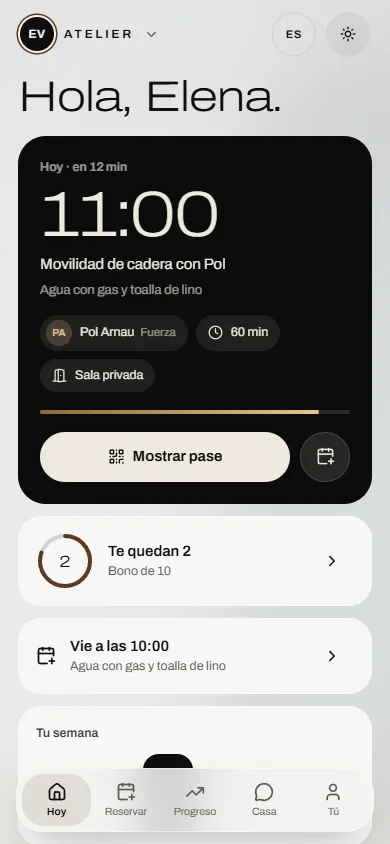 EV ATELIER ES
Hola, Elena.
Hoy · en 12 min
11:00
Movilidad de cadera con Pol
Agua con gas y toalla de lino
PA Pol Arnau Fuerza 60 min
Sala privada
Mostrar pase
2 Te quedan 2
Bono de 10
Vie a las 10:00
Agua con gas y toalla de lino
Tu semana
Hoy Reservar Progreso Casa Tú